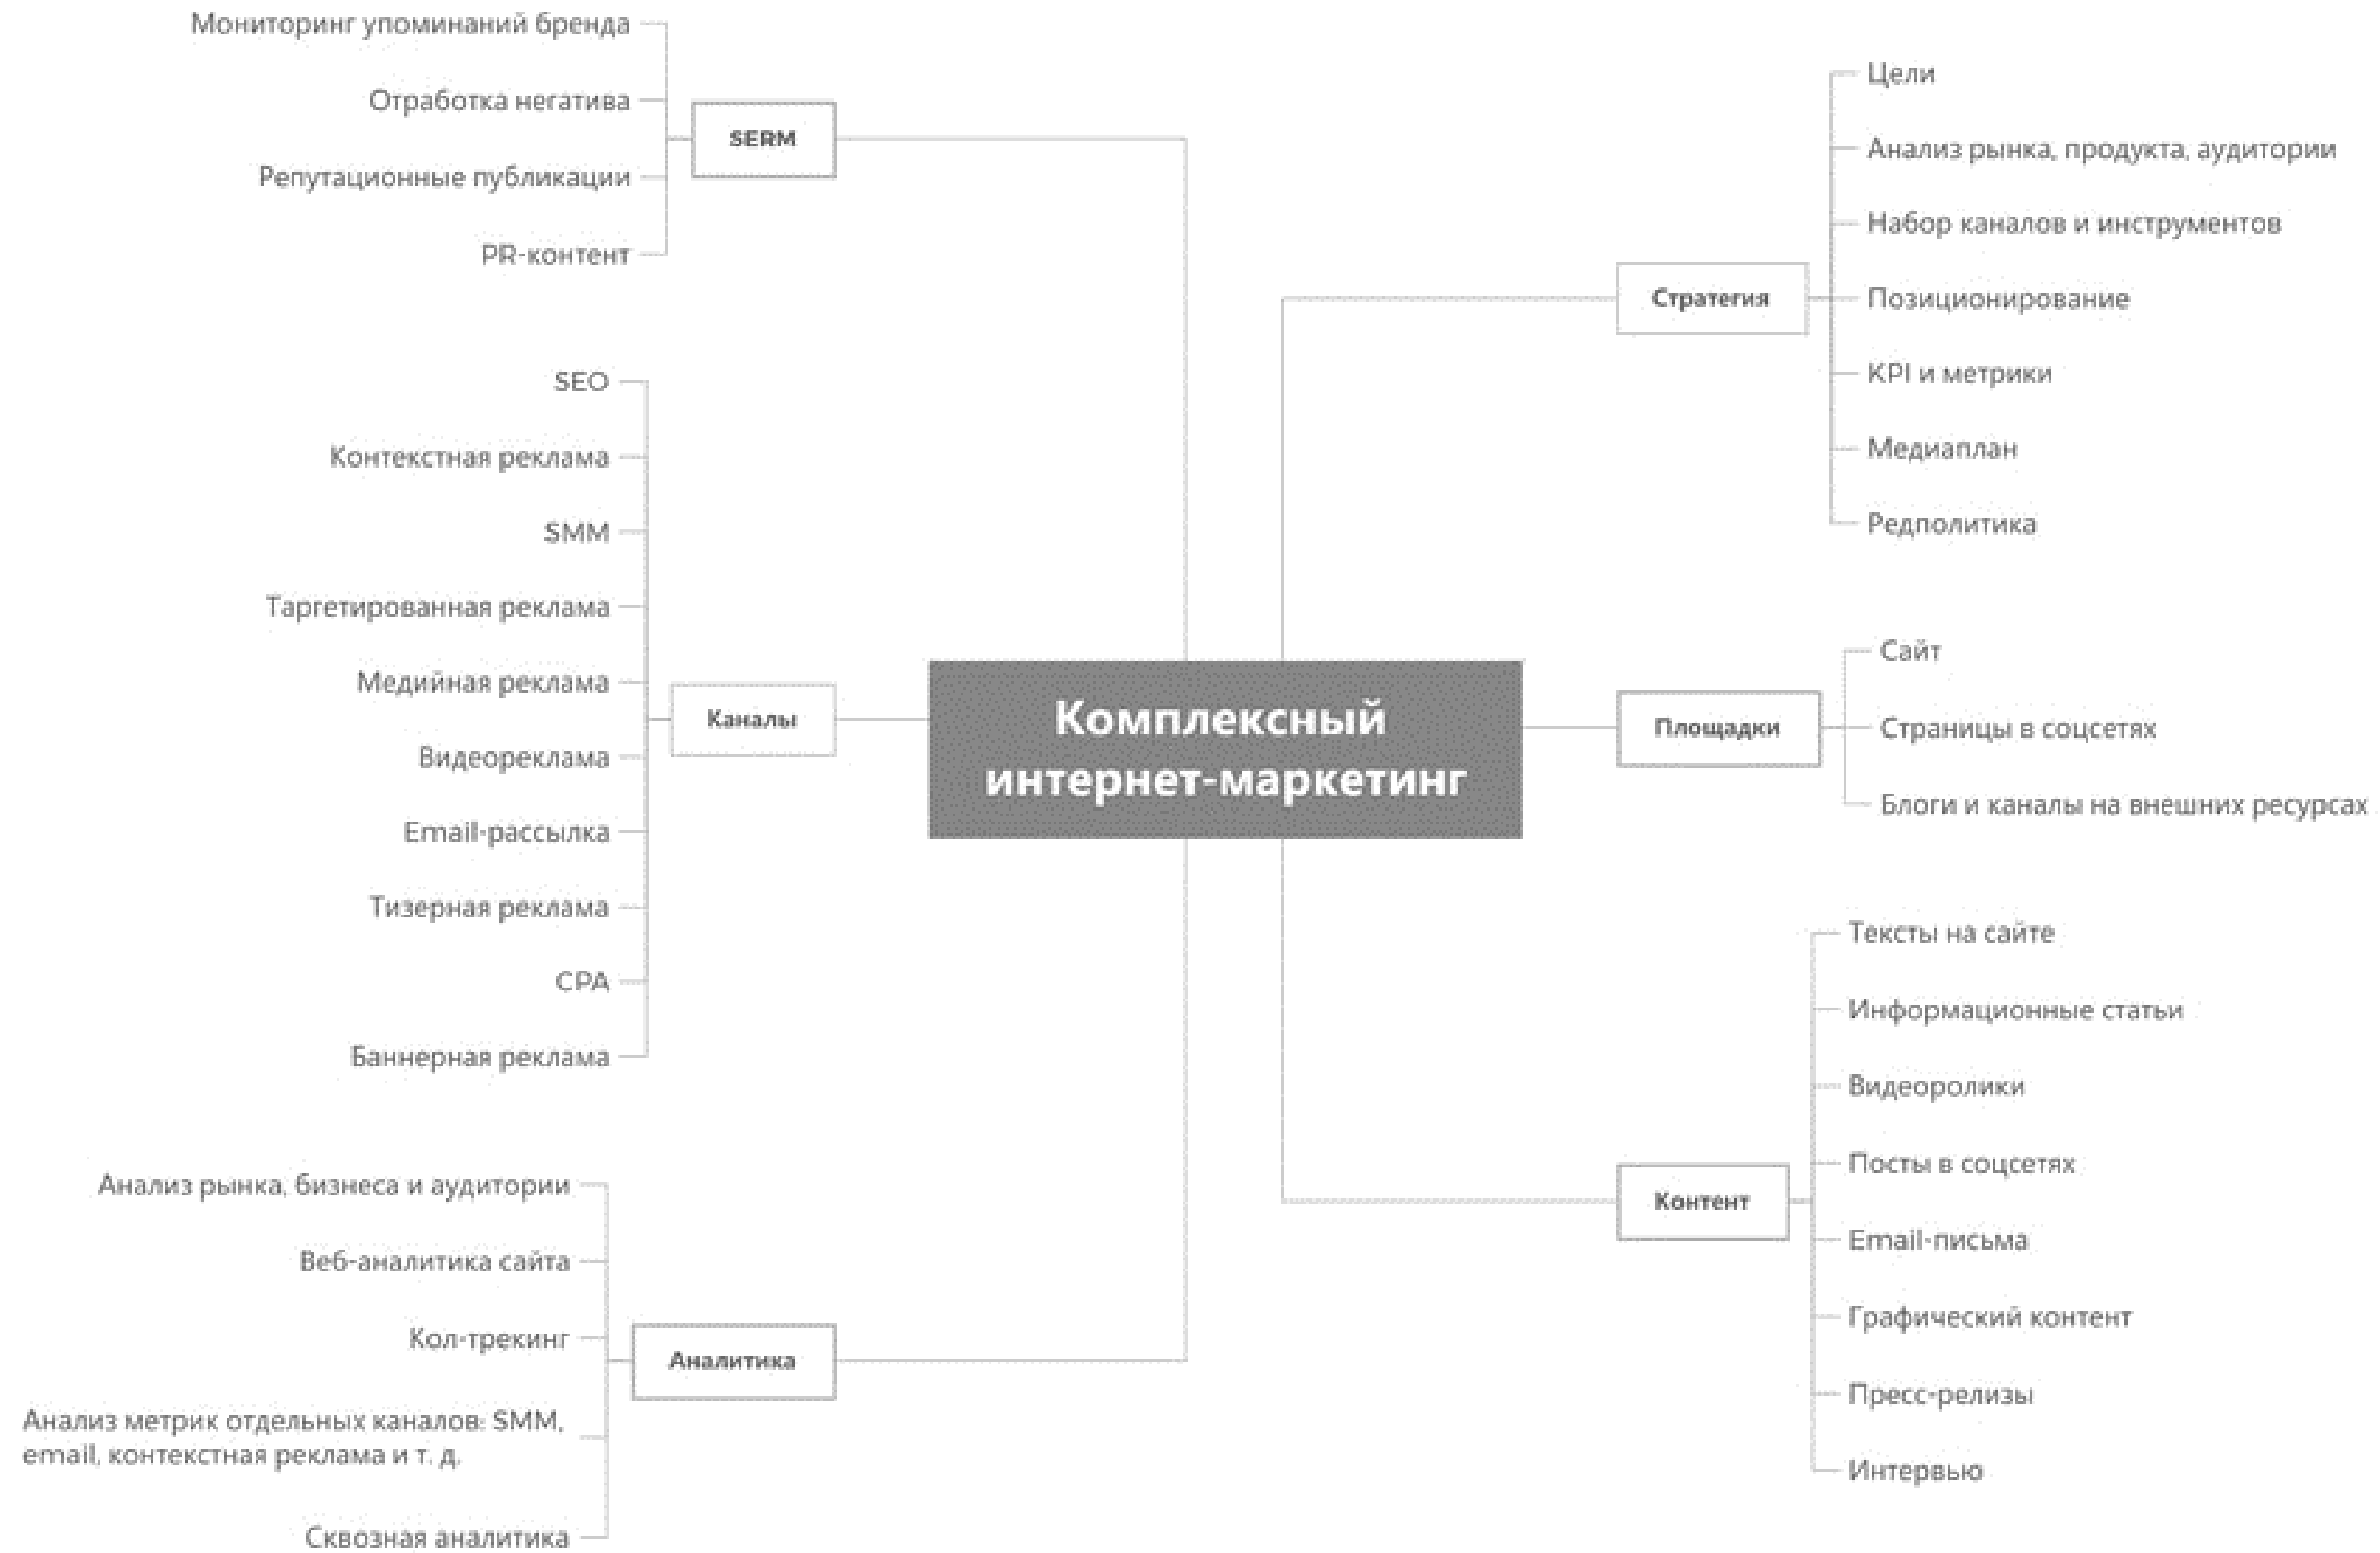 Мониторинг упоминаний бренда
Отработка негатива
Репутационные публикации
PR-контент
SERM
SEO
Контекстная реклама
SMM
Таргетированная реклама
Медийная реклама
Видеореклама
Email-рассылка
Тизерная реклама
CPA
Баннерная реклама
Каналы
Анализ рынка, бизнеса и аудитории
Веб-аналитика сайта
Кол-трекинг
Анализ метрик отдельных каналов: SMM,
email, контекстная реклама и т. д.
Сквозная аналитика
Аналитика
Комплексный
интернет-маркетинг
Стратегия
Цели
Анализ рынка, продукта, аудитории
Набор каналов и инструментов
Позиционирование
KPI и метрики
Медиаплан
Редполитика
Площадки
Сайт
Страницы в соцсетях
Блоги и каналы на внешних ресурсах
Контент
Тексты на сайте
Информационные статьи
Видеоролики
Посты в соцсетях
Email-письма
Графический контент
Пресс-релизы
Интервью